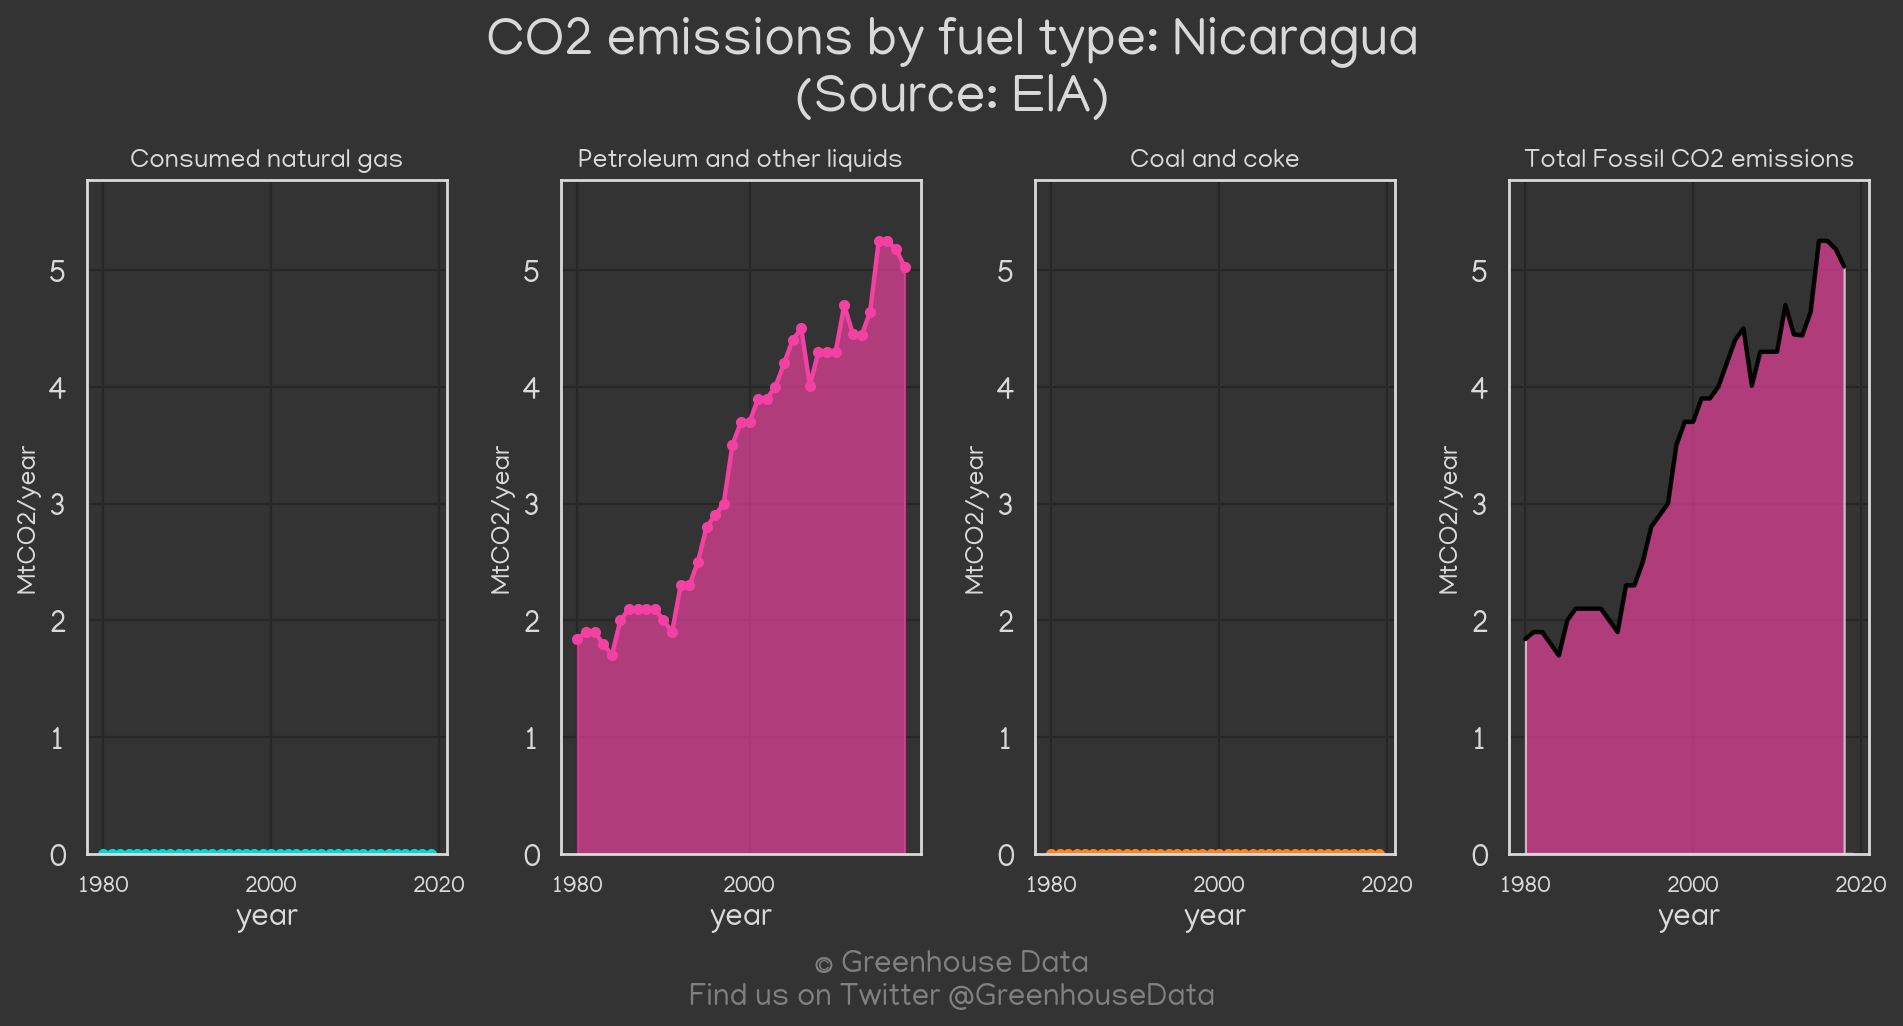 CO2 emissions by fuel type: Nicaragua
(Source: EIA)
Consumed natural gas
MtCO2/year
5
4
3
2
1
0
1980 2000 2020
year
Petroleum and other liquids
MtCO2/year
5
4
3
2
1
0
1980 2000
year
Coal and coke
MtCO2/year
5
4
3
2
1
0
1980 2000 2020
year
Total Fossil CO2 emissions
MtCO2/year
5
4
3
2
1
0
1980 2000 2020
year
© Greenhouse Data
Find us on Twitter @GreenhouseData